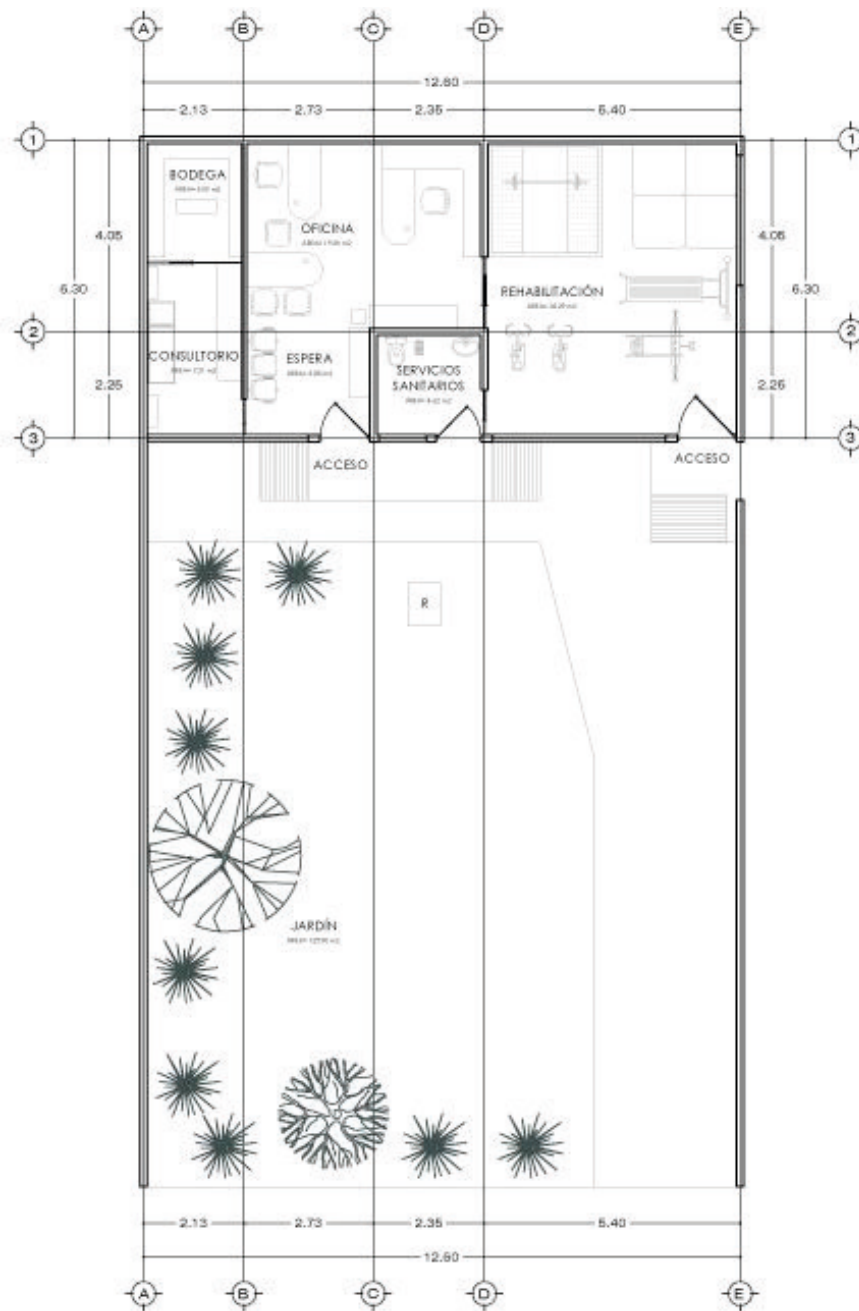 A B C D E
12.60
2.13 2.73 2.35 5.40
1 1
BODEGA
4.05 4.05
OFICINA
6.30 6.30
REHABILITACIÓN
2 2
CONSULTORIO
ESPERA
SERVICIOS
SANITARIOS
2.25 2.25
3 3
ACCESO
ACCESO
R
JARDÍN
2.13 2.73 2.35 5.40
12.60
A B C D E